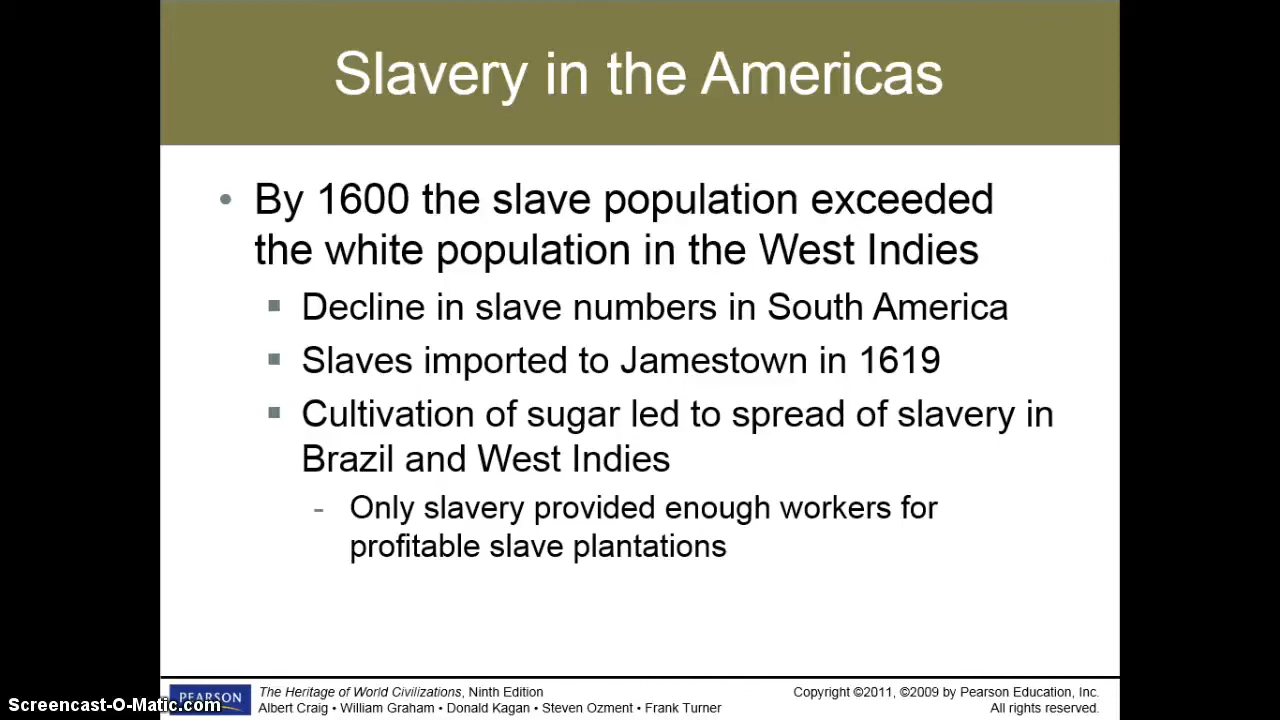 Slavery in the Americas
• By 1600 the slave population exceeded
the white population in the West Indies
▪ Decline in slave numbers in South America
▪ Slaves imported to Jamestown in 1619
▪ Cultivation of sugar led to spread of slavery in
Brazil and West Indies
- Only slavery provided enough workers for
profitable slave plantations
PEARSON
The Heritage of World Civilizations, Ninth Edition
Albert Craig • William Graham • Donald Kagan • Steven Ozment • Frank Turner
Copyright ©2011, ©2009 by Pearson Education, Inc.
All rights reserved.
Screencast-O-Matic.com